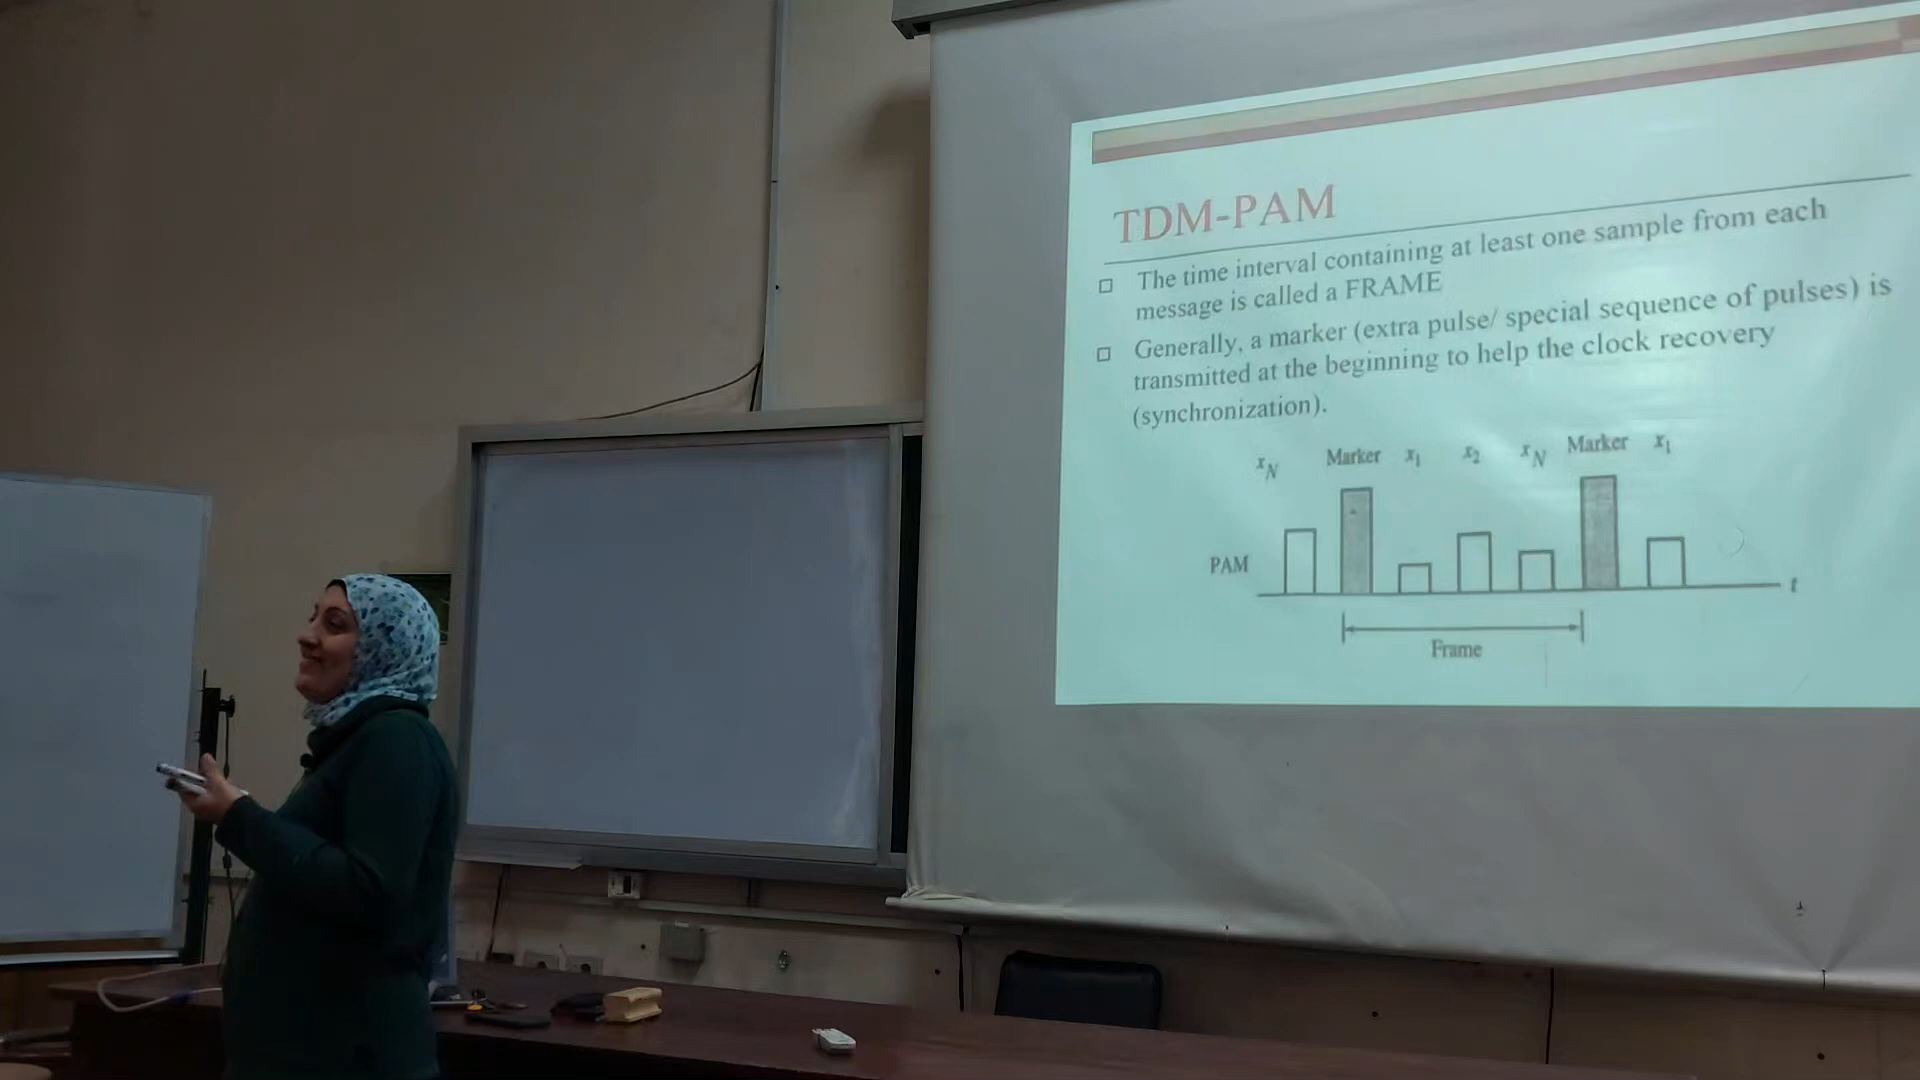 TDM-PAM
The time interval containing at least one sample from each
message is called a FRAME
Generally, a marker (extra pulse/ special sequence of pulses) is
transmitted at the beginning to help the clock recovery
(synchronization).
xN Marker x1 x2 xN Marker x1
PAM
t
Frame